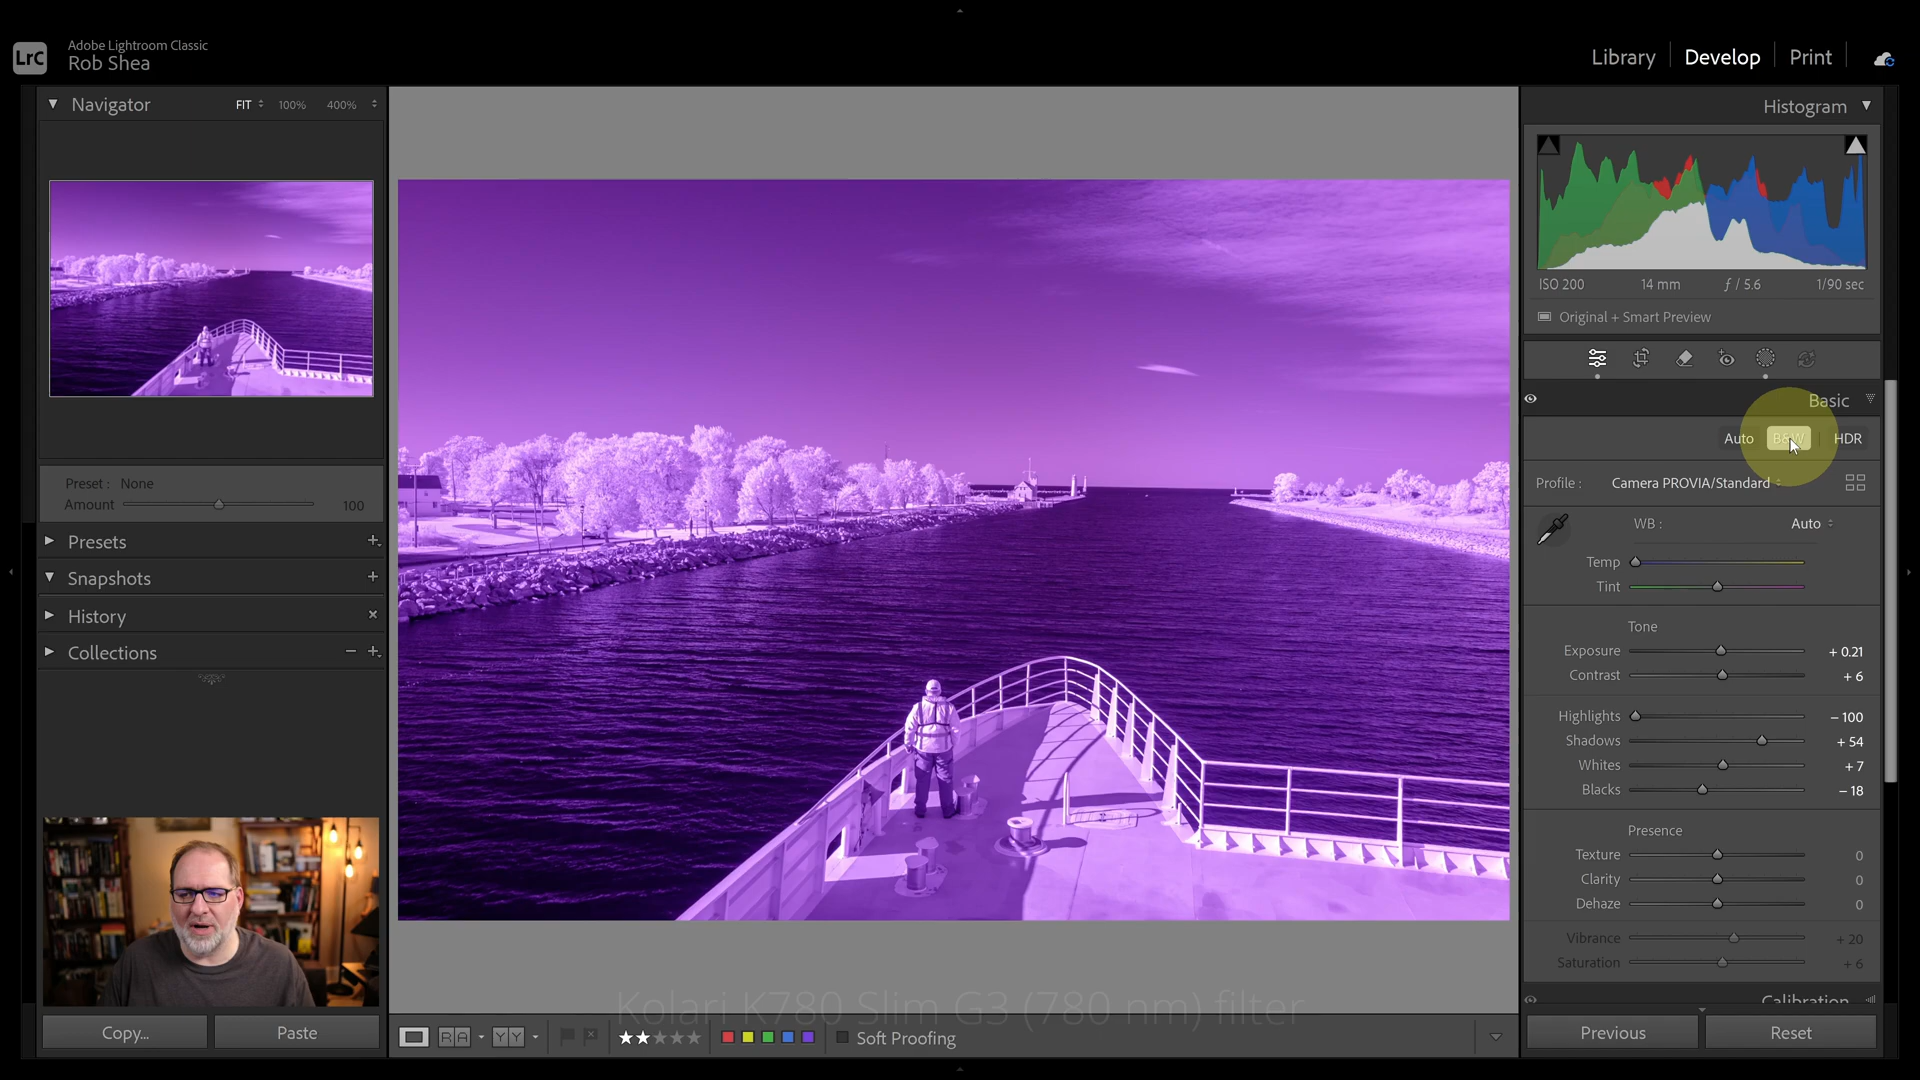 LrC
Adobe Lightroom Classic
Rob Shea
Library
Develop
Print
Navigator
FIT
100%
400%
Preset : None
Amount 100
Presets
Snapshots
History
Collections
Copy...
Paste
Kolari K780 Slim G3 (780 nm) filter
R A
Y Y
Soft Proofing
Histogram
ISO 200 14 mm ƒ / 5.6 1/90 sec
Original + Smart Preview
Basic
Auto B&W HDR
Profile : Camera PROVIA/Standard
WB : Auto
Temp
Tint
Tone
Exposure + 0.21
Contrast + 6
Highlights – 100
Shadows + 54
Whites + 7
Blacks – 18
Presence
Texture 0
Clarity 0
Dehaze 0
Vibrance + 20
Saturation + 6
Calibration
Previous
Reset